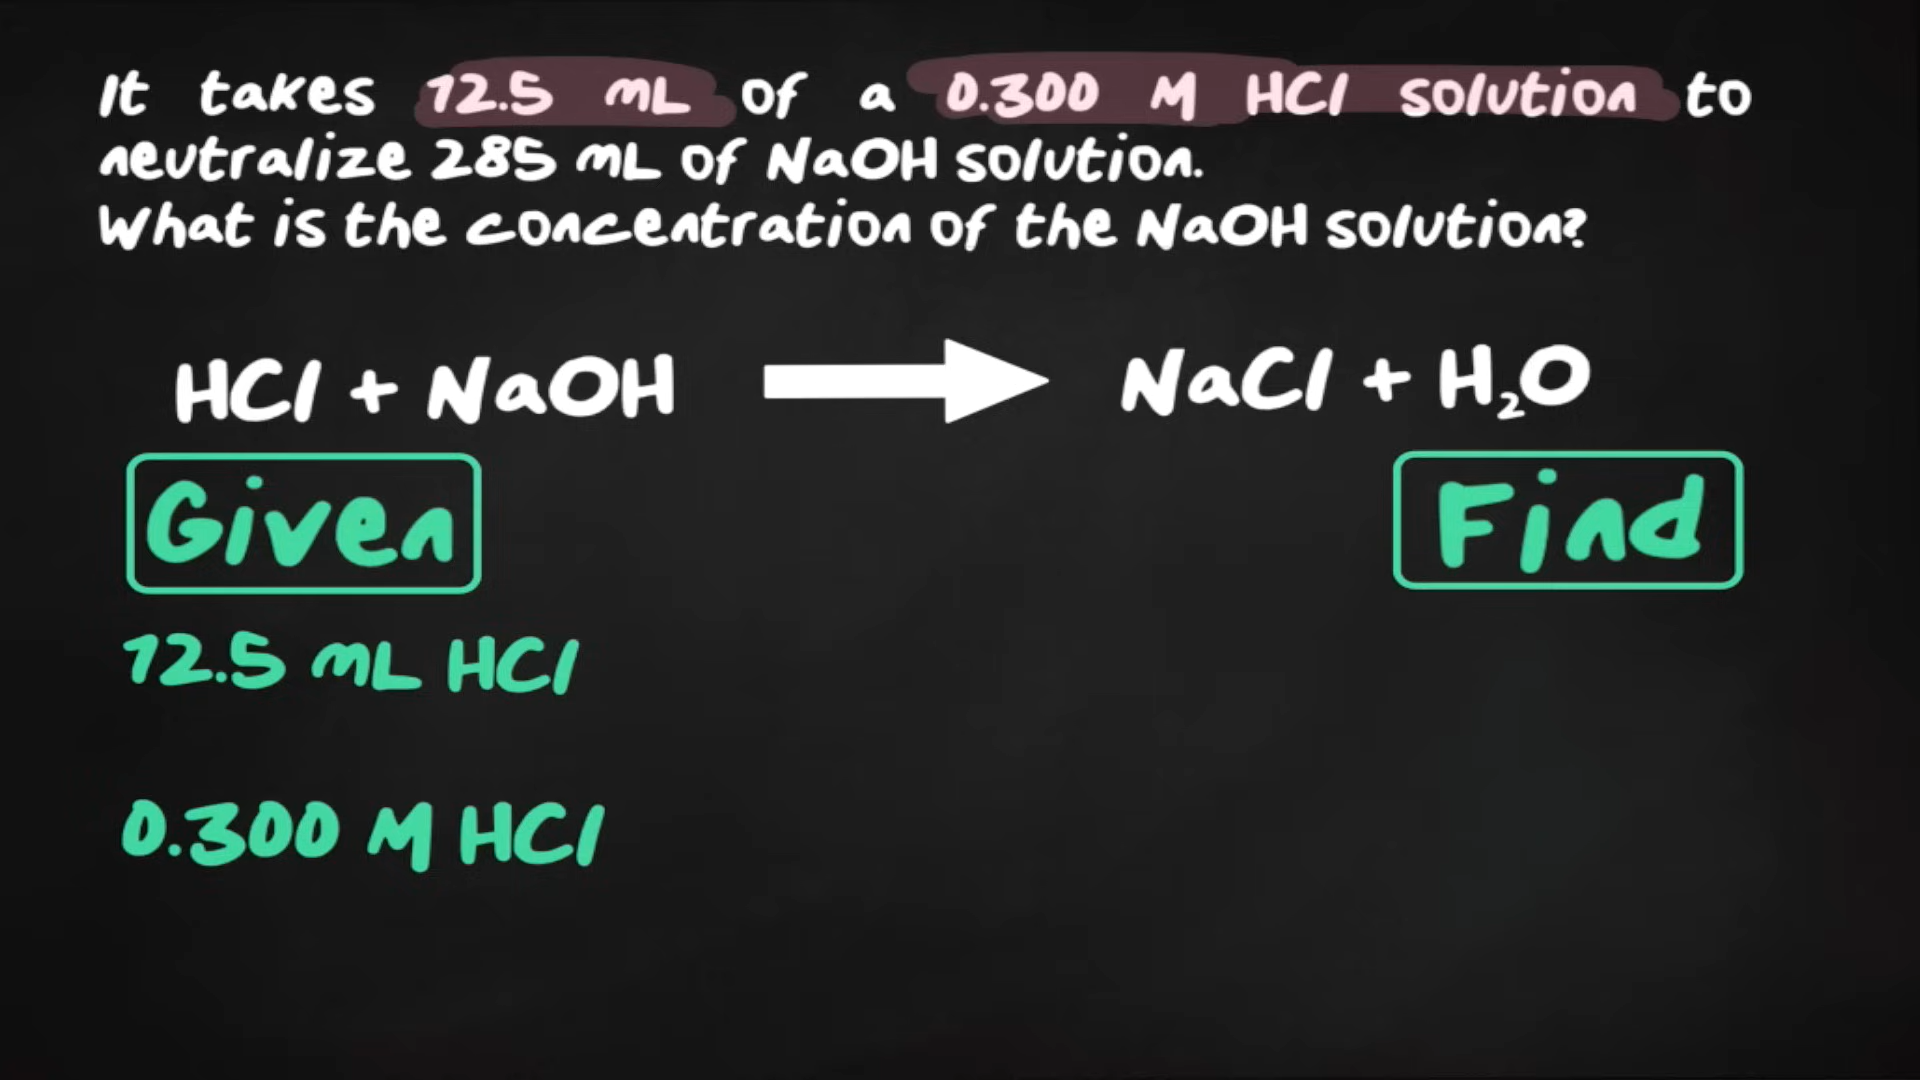 It takes 12.5 mL of a 0.300 M HCl solution to
neutralize 285 mL of NaOH solution.
What is the concentration of the NaOH solution?
HCl + NaOH → NaCl + H₂O
Given
Find
12.5 mL HCl
0.300 M HCl